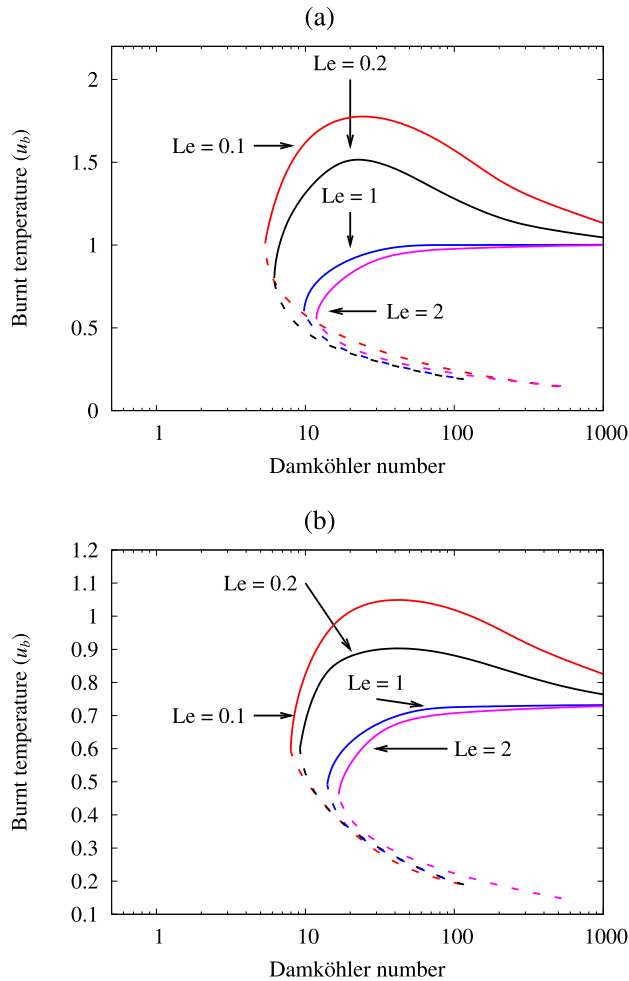 (a)
Le = 0.2
Le = 0.1
Le = 1
Le = 2
Burnt temperature (u_b)
2
1.5
1
0.5
0
1
10
100
1000
Damköhler number
(b)
Le = 0.2
Le = 1
Le = 0.1
Le = 2
Burnt temperature (u_b)
1.2
1.1
1
0.9
0.8
0.7
0.6
0.5
0.4
0.3
0.2
0.1
1
10
100
1000
Damköhler number